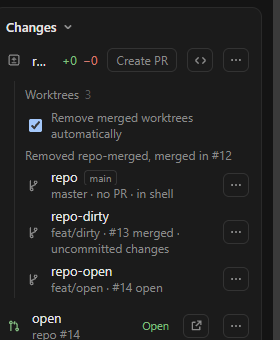 Changes
r... +0 −0 Create PR <> ...
Worktrees 3
Remove merged worktrees
automatically
Removed repo-merged, merged in #12
repo main
master · no PR · in shell
...
repo-dirty
feat/dirty · #13 merged ·
uncommitted changes
...
repo-open
feat/open · #14 open
...
open
repo #14
Open ...